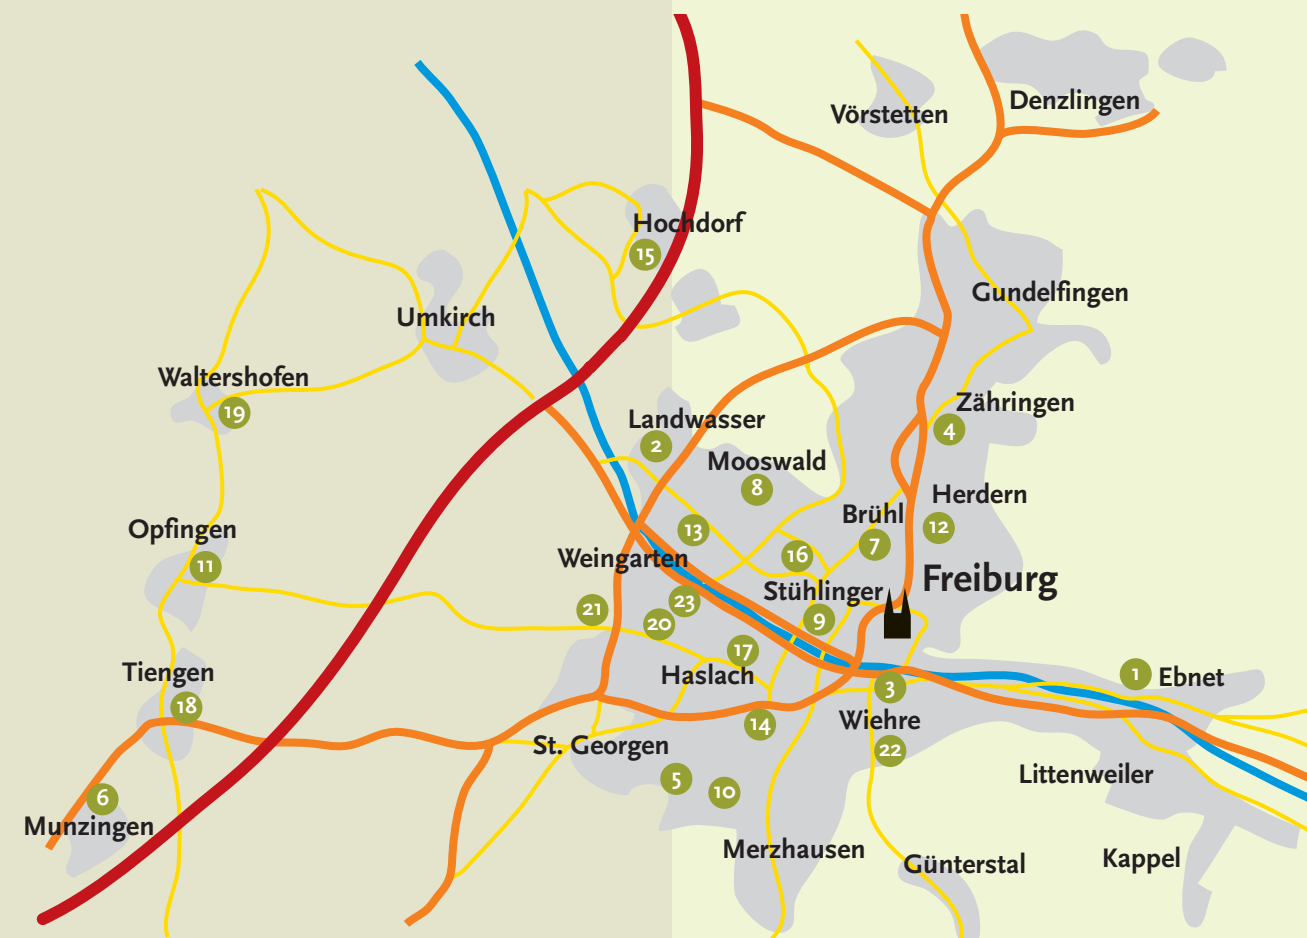 Denzlingen
Vörstetten
Hochdorf
15
Gundelfingen
Umkirch
Waltershofen
19
Zähringen
4
Landwasser
2
Mooswald
8
Herdern
12
Brühl
7
Opfingen
11
13
16
Weingarten
Freiburg
Stühlinger
9
23
21
20
17
Haslach
Tiengen
18
1
Ebnet
3
Wiehre
22
14
St. Georgen
5
10
Littenweiler
6
Munzingen
Merzhausen
Günterstal
Kappel